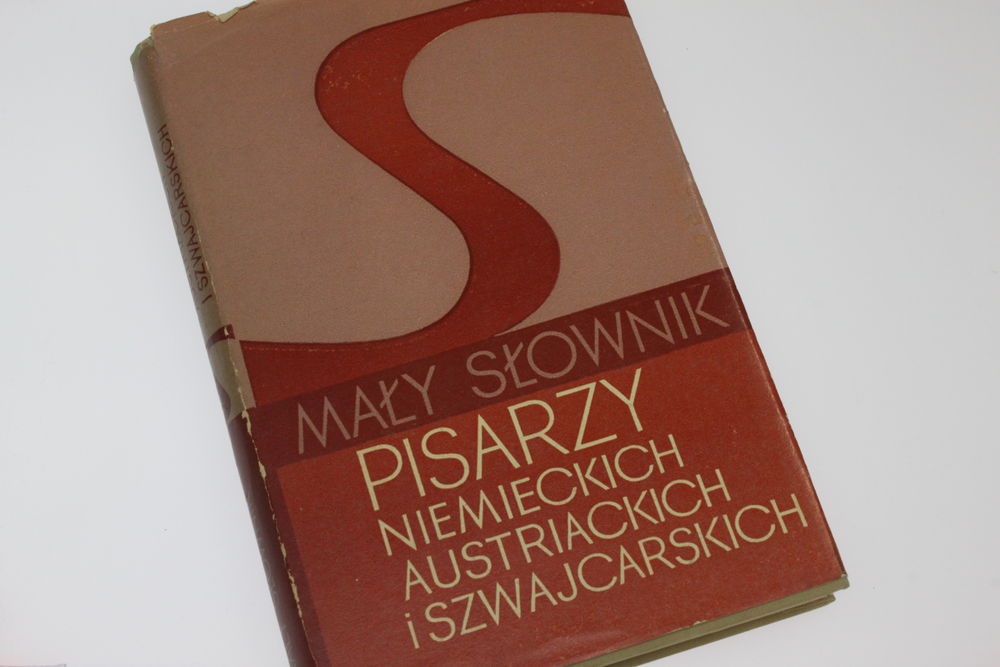 MAŁY SŁOWNIK
PISARZY
NIEMIECKICH
AUSTRIACKICH
i SZWAJCARSKICH
I SZWAJCARSKICH